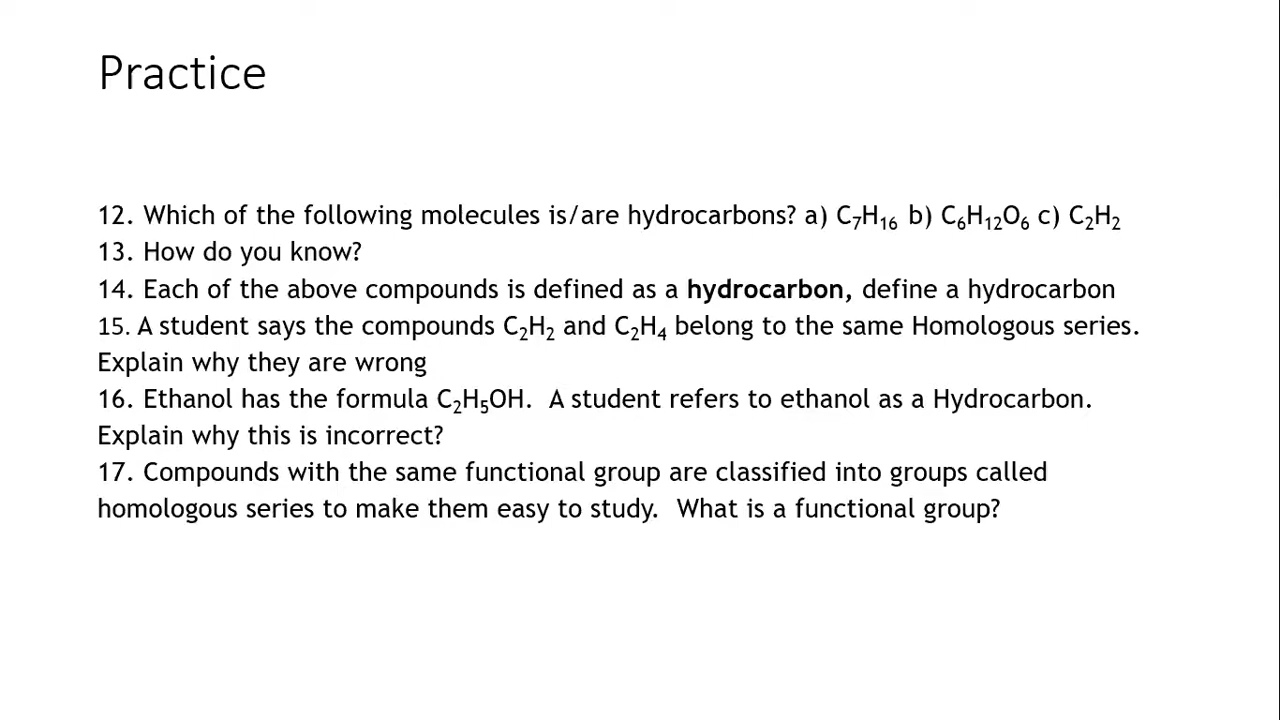 Practice
12. Which of the following molecules is/are hydrocarbons? a) C₇H₁₆ b) C₆H₁₂O₆ c) C₂H₂
13. How do you know?
14. Each of the above compounds is defined as a hydrocarbon, define a hydrocarbon
15. A student says the compounds C₂H₂ and C₂H₄ belong to the same Homologous series.
Explain why they are wrong
16. Ethanol has the formula C₂H₅OH.  A student refers to ethanol as a Hydrocarbon.
Explain why this is incorrect?
17. Compounds with the same functional group are classified into groups called
homologous series to make them easy to study.  What is a functional group?